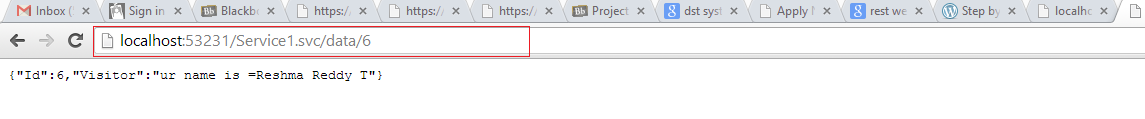 Inbox ( Sign in Blackbo https:/ https:/ https:/ Project dst syst Apply N rest we Step by localho
localhost:53231/Service1.svc/data/6
{"Id":6,"Visitor":"ur name is =Reshma Reddy T"}